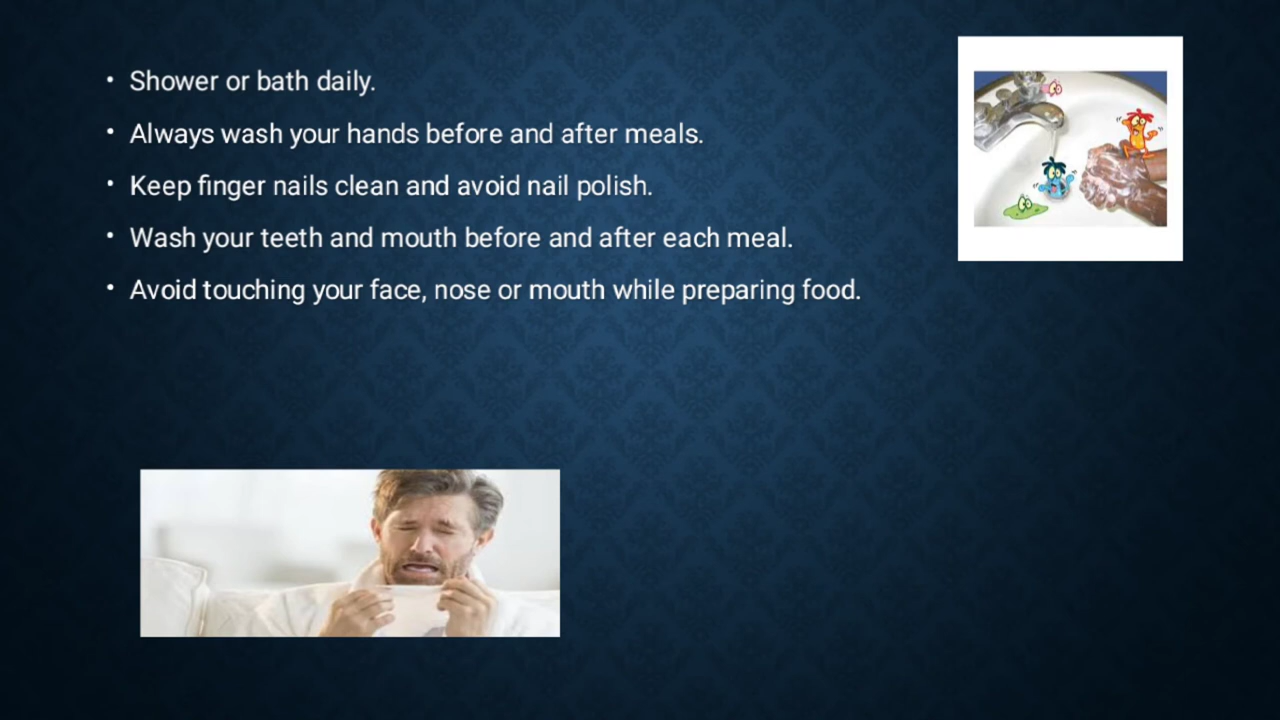 • Shower or bath daily.
• Always wash your hands before and after meals.
• Keep finger nails clean and avoid nail polish.
• Wash your teeth and mouth before and after each meal.
• Avoid touching your face, nose or mouth while preparing food.